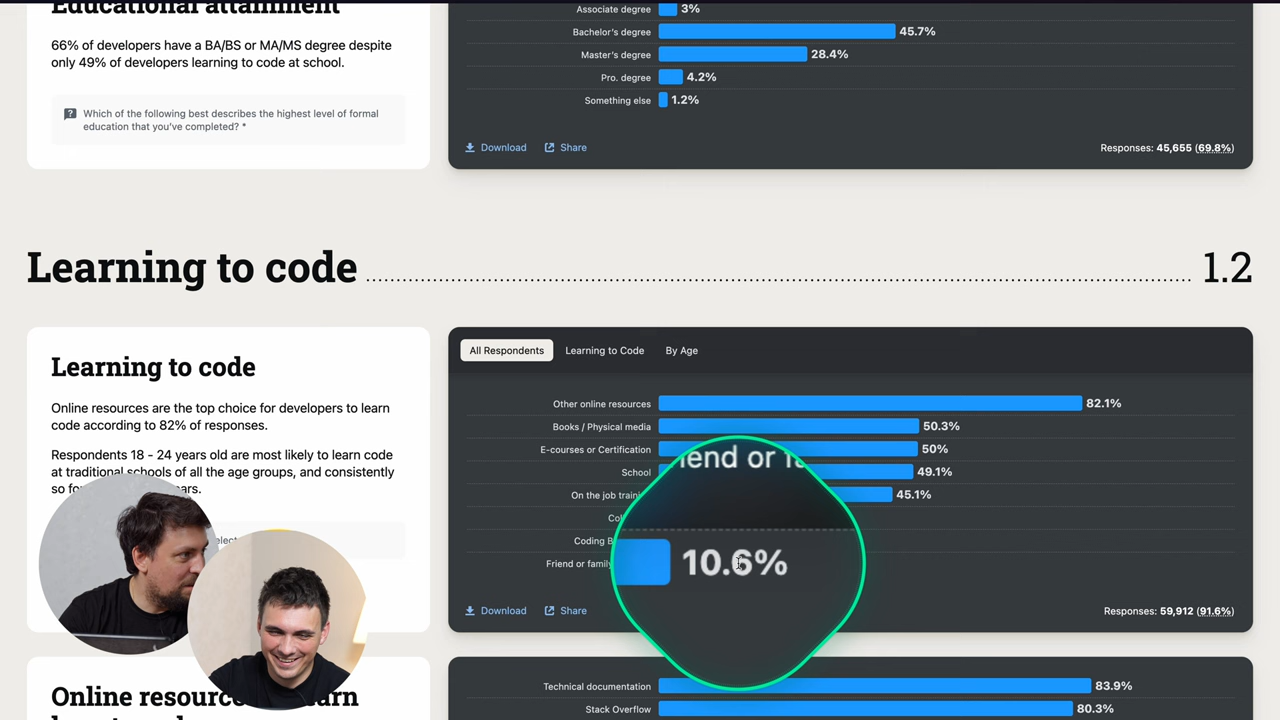 Educational attainment
66% of developers have a BA/BS or MA/MS degree despite
only 49% of developers learning to code at school.
Which of the following best describes the highest level of formal
education that you've completed? *
Associate degree 3%
Bachelor's degree 45.7%
Master's degree 28.4%
Pro. degree 4.2%
Something else 1.2%
Download Share Responses: 45,655 (69.8%)
Learning to code 1.2
Learning to code
Online resources are the top choice for developers to learn
code according to 82% of responses.
Respondents 18 - 24 years old are most likely to learn code
at traditional schools of all the age groups, and consistently
so
All Respondents Learning to Code By Age
Other online resources 82.1%
Books / Physical media 50.3%
E-courses or Certification 50%
School 49.1%
On the job 45.1%
Coding
Friend or family 10.6%
Download Share Responses: 59,912 (91.6%)
Technical documentation 83.9%
Stack Overflow 80.3%